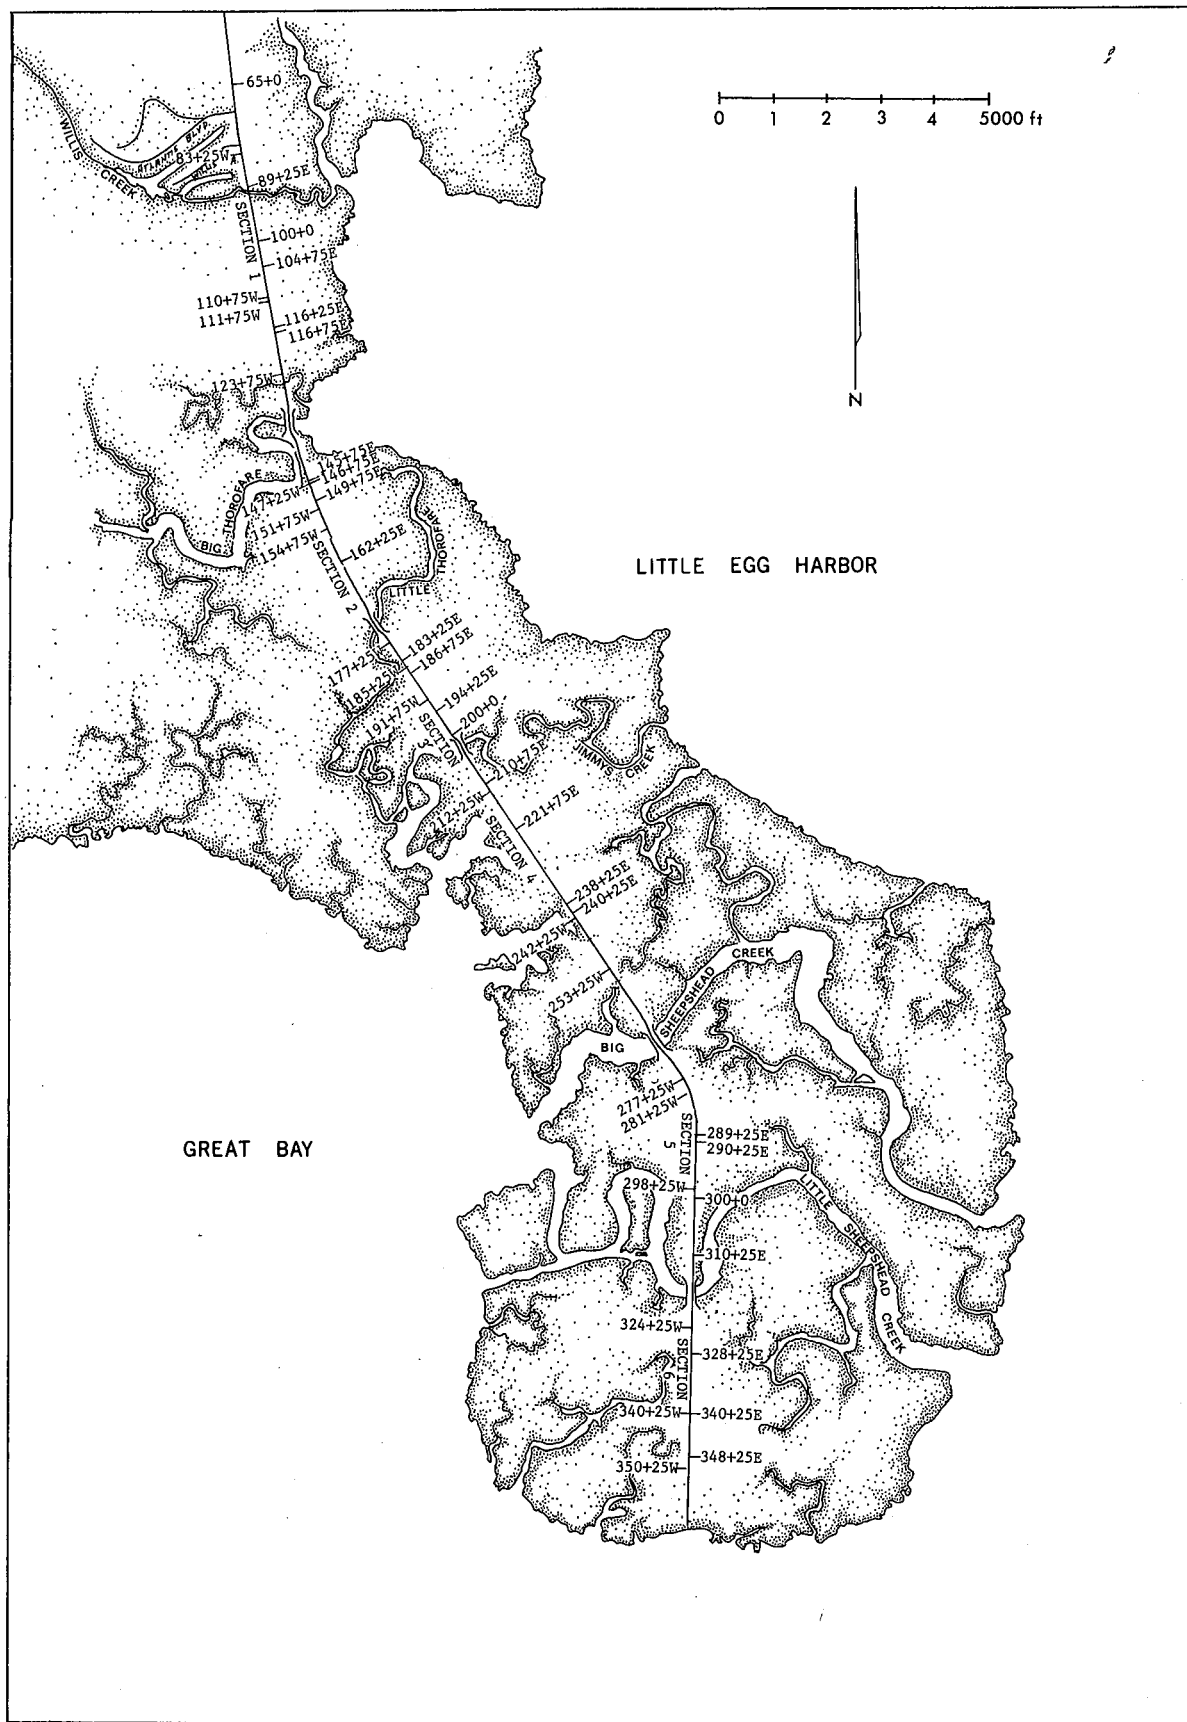 65+0
0 1 2 3 4 5000 ft
WILLIS CREEK
ATLANTIS BLVD.
83+25W
WILLIS
89+25E
SECTION 1
100+0
104+75E
110+75W
111+75W
116+25E
116+75E
123+75W
N
145+75E
146+75E
149+75E
147+25W
BIG THOROFARE
151+75W
154+75W
162+25E
SECTION 2
LITTLE THOROFARE
LITTLE EGG HARBOR
183+25E
186+75E
177+25W
185+25W
194+25E
191+75W
200+0
SECTION 3
210+75E
JIMMYS CREEK
212+25W
221+75E
SECTION 4
238+25E
240+25E
242+25W
253+25W
BIG SHEEPSHEAD CREEK
277+25W
281+25W
SECTION 5
289+25E
290+25E
GREAT BAY
298+25W
300+0
LITTLE SHEEPSHEAD CREEK
310+25E
324+25W
328+25E
SECTION 6
340+25W
340+25E
348+25E
350+25W